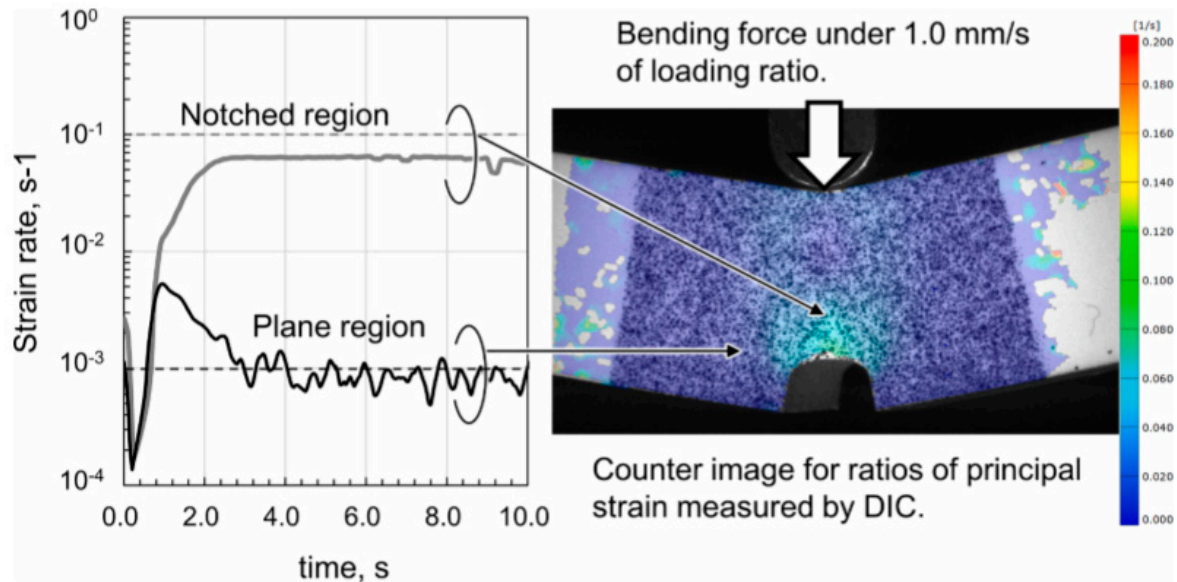 10⁰
10⁻¹
10⁻²
10⁻³
10⁻⁴
Strain rate, s-1
Notched region
Plane region
0.0 2.0 4.0 6.0 8.0 10.0
time, s
Bending force under 1.0 mm/s
of loading ratio.
Counter image for ratios of principal
strain measured by DIC.
[1/s]
0.200
0.180
0.160
0.140
0.120
0.100
0.080
0.060
0.040
0.020
0.000